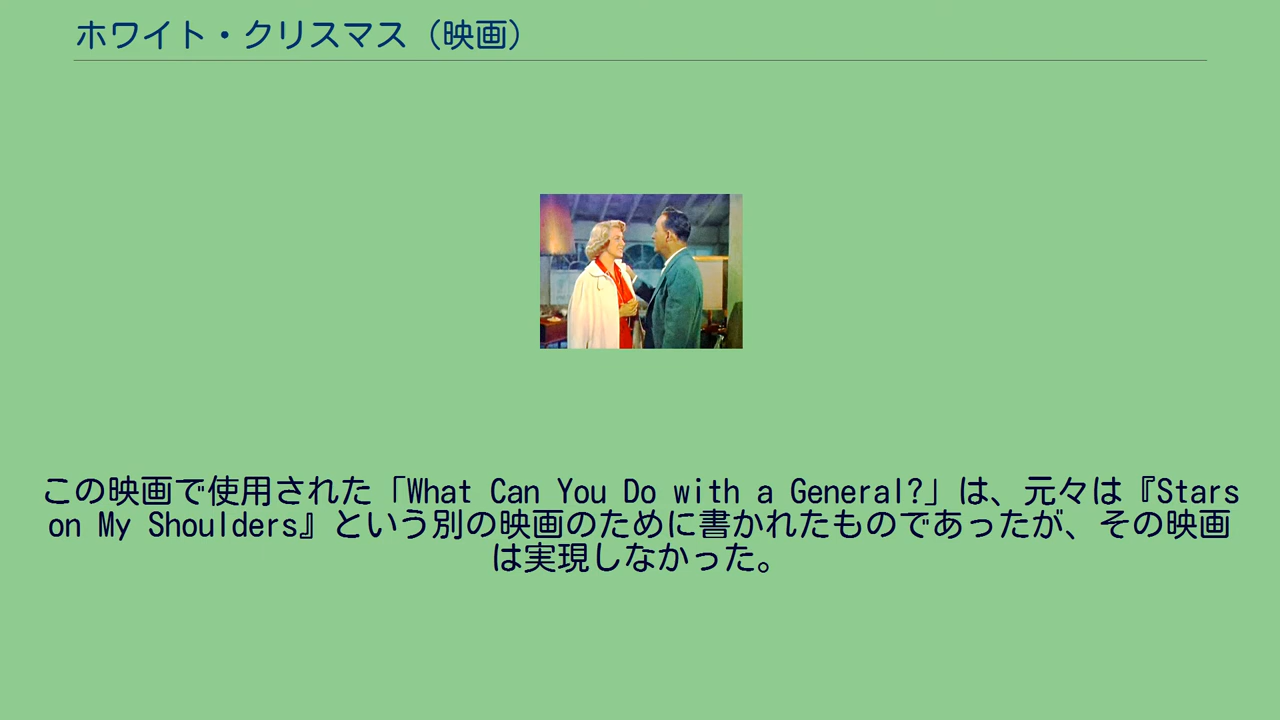 ホワイト・クリスマス（映画）
この映画で使用された「What Can You Do with a General?」は、元々は『Stars
on My Shoulders』という別の映画のために書かれたものであったが、その映画
は実現しなかった。